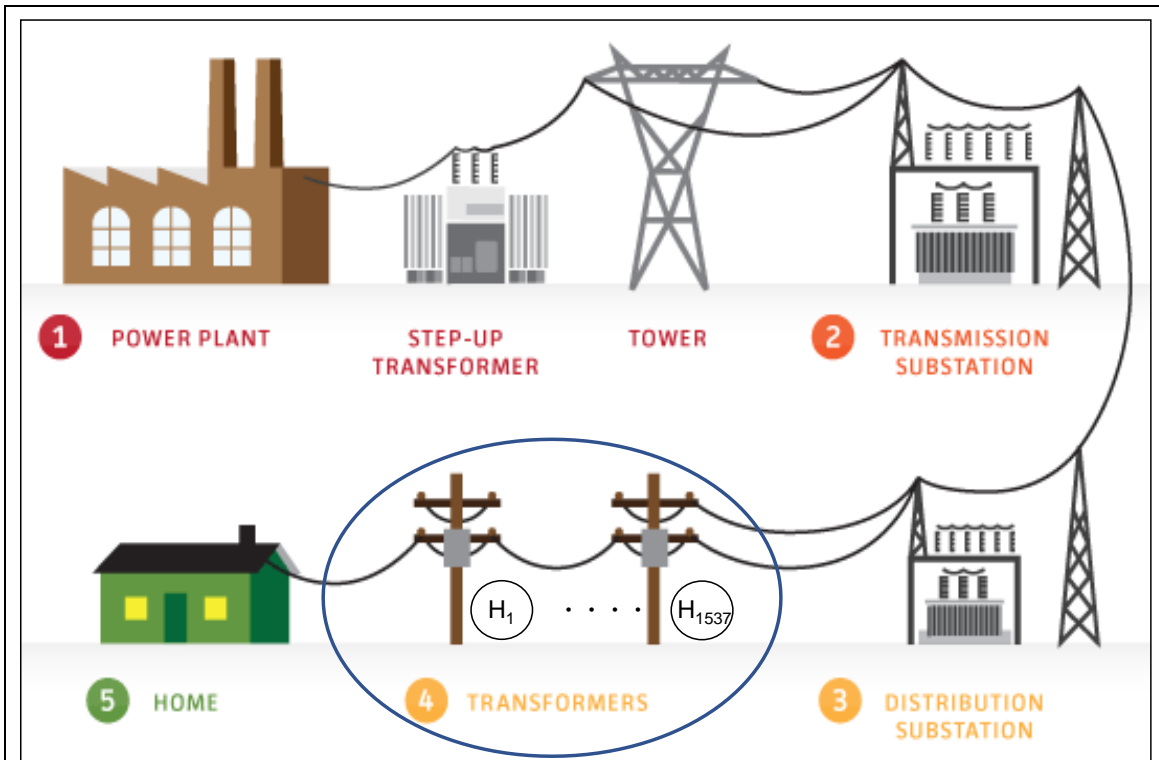 1 POWER PLANT
STEP-UP
TRANSFORMER
TOWER
2 TRANSMISSION
SUBSTATION
H1 . . . . H1537
5 HOME
4 TRANSFORMERS
3 DISTRIBUTION
SUBSTATION